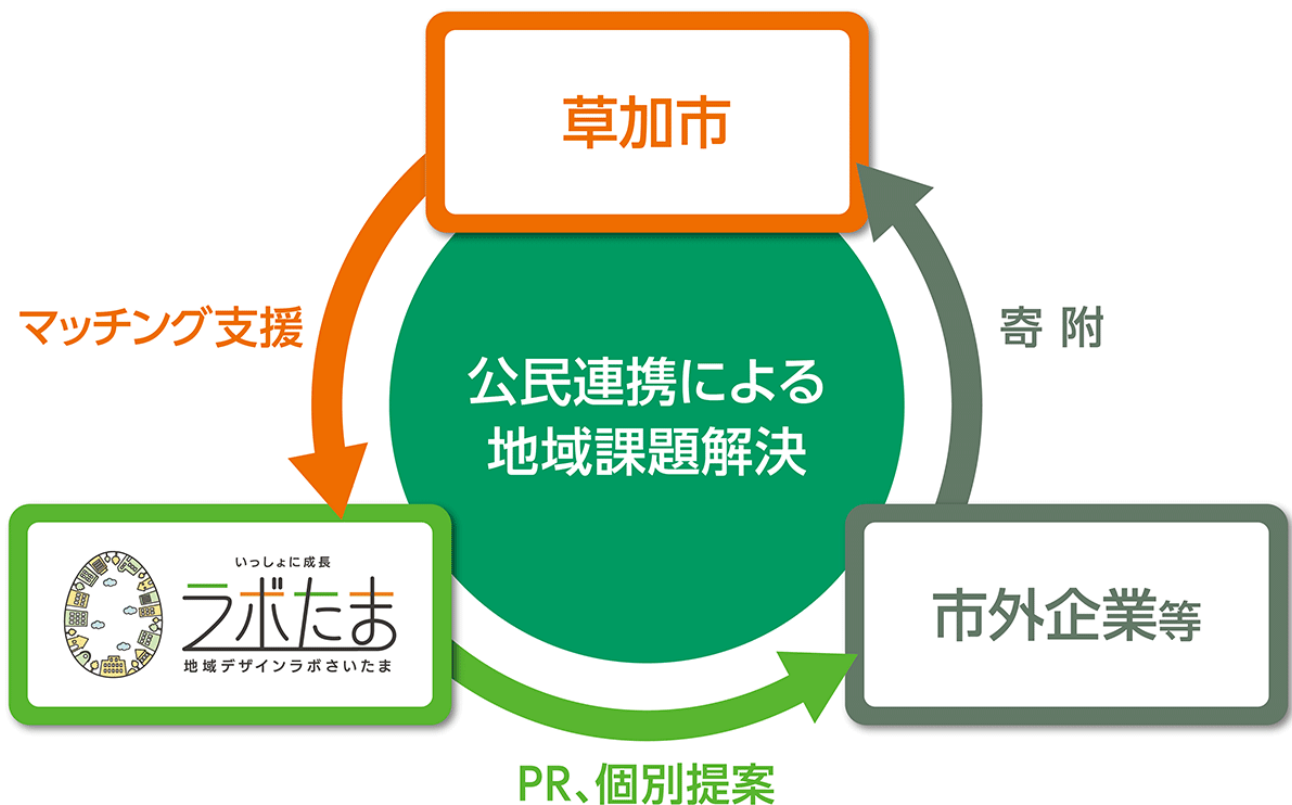 草加市
マッチング支援
寄附
公民連携による
地域課題解決
いっしょに成長
ラボたま
地域デザインラボさいたま
市外企業等
PR、個別提案